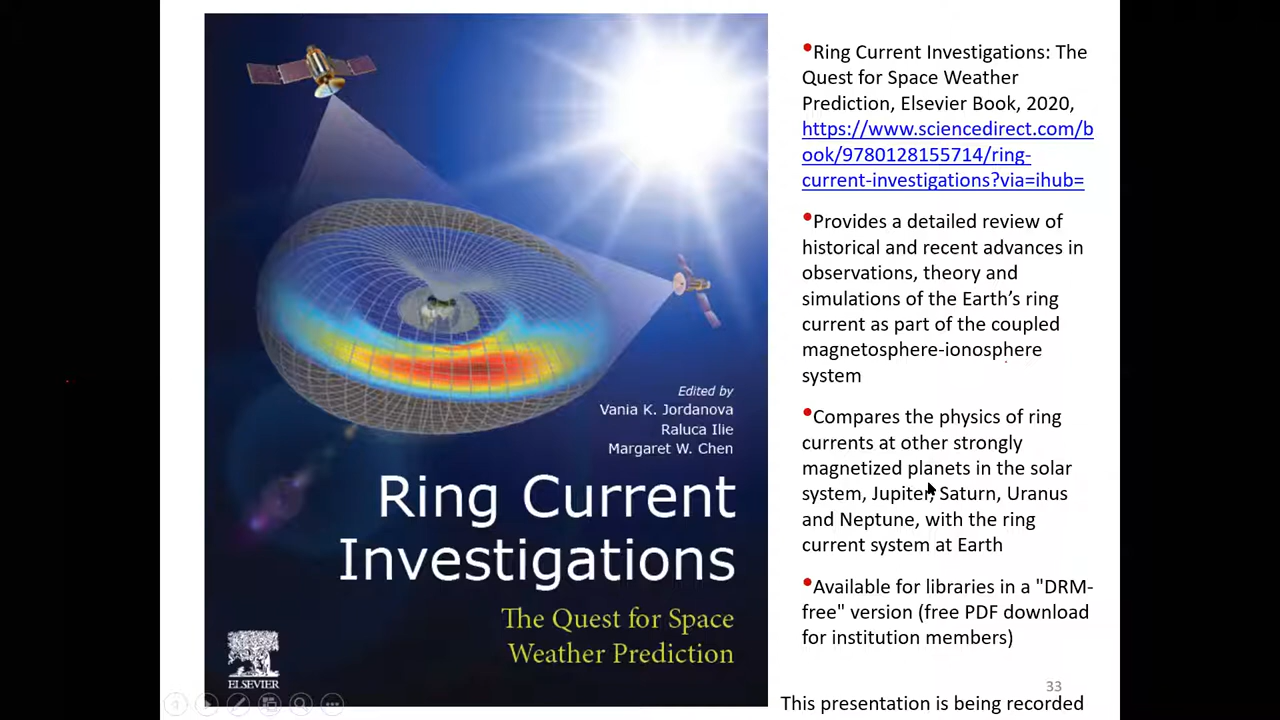 Edited by
Vania K. Jordanova
Raluca Ilie
Margaret W. Chen
Ring Current
Investigations
The Quest for Space
Weather Prediction
ELSEVIER
•Ring Current Investigations: The
Quest for Space Weather
Prediction, Elsevier Book, 2020,
https://www.sciencedirect.com/b
ook/9780128155714/ring-
current-investigations?via=ihub=
•Provides a detailed review of
historical and recent advances in
observations, theory and
simulations of the Earth’s ring
current as part of the coupled
magnetosphere-ionosphere
system
•Compares the physics of ring
currents at other strongly
magnetized planets in the solar
system, Jupiter, Saturn, Uranus
and Neptune, with the ring
current system at Earth
•Available for libraries in a "DRM-
free" version (free PDF download
for institution members)
33
This presentation is being recorded